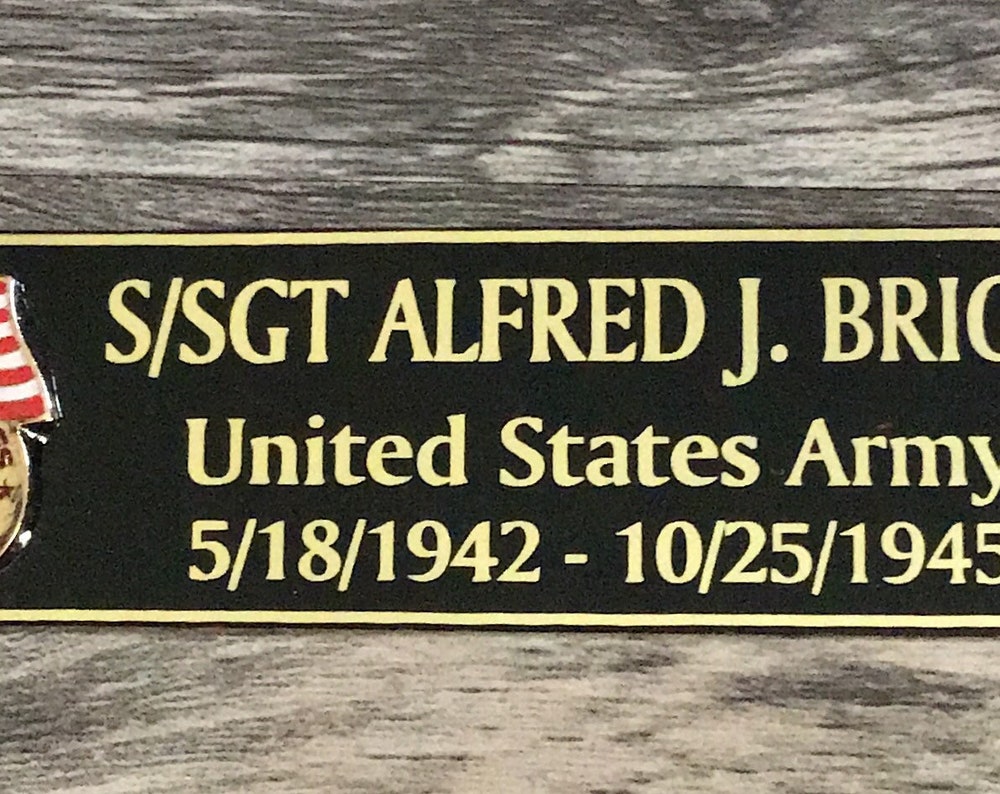 S/SGT ALFRED J.
United States Army
5/18/1942 - 10/25/1945